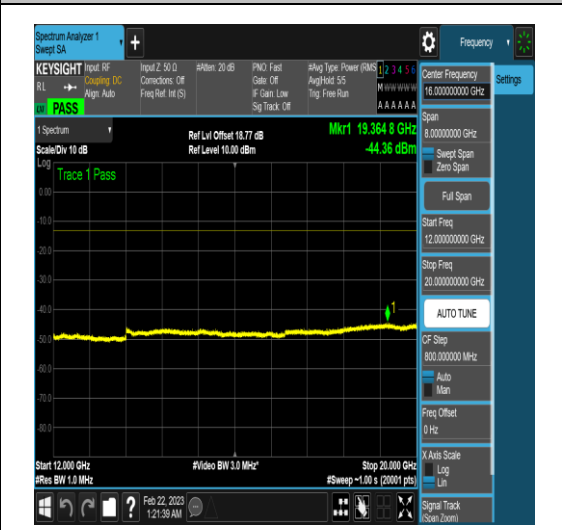 Spectrum Analyzer 1
Swept SA
+
Frequency
KEYSIGHT
RL
Input: RF
Coupling: DC
Align: Auto
Input Z: 50 Ω
Corrections: Off
Freq Ref: Int (S)
#Atten: 20 dB
PNO: Fast
Gate: Off
IF Gain: Low
Sig Track: Off
#Avg Type: Power (RMS
Avg|Hold: 5/5
Trig: Free Run
1 2 3 4 5 6
M w w w w w
A A A A A A
PASS
1 Spectrum
Scale/Div 10 dB
Ref Lvl Offset 18.77 dB
Ref Level 10.00 dBm
Mkr1 19.364 8 GHz
-44.36 dBm
Log
Trace 1 Pass
0.00
-10.0
-20.0
-30.0
-40.0
-50.0
-60.0
-70.0
-80.0
1
Start 12.000 GHz
#Res BW 1.0 MHz
#Video BW 3.0 MHz*
Stop 20.000 GHz
#Sweep ~1.00 s (20001 pts)
Feb 22, 2023
1:21:39 AM
Center Frequency
16.000000000 GHz
Settings
Span
8.00000000 GHz
Swept Span
Zero Span
Full Span
Start Freq
12.000000000 GHz
Stop Freq
20.000000000 GHz
AUTO TUNE
CF Step
800.000000 MHz
Auto
Man
Freq Offset
0 Hz
X Axis Scale
Log
Lin
Signal Track
(Span Zoom)